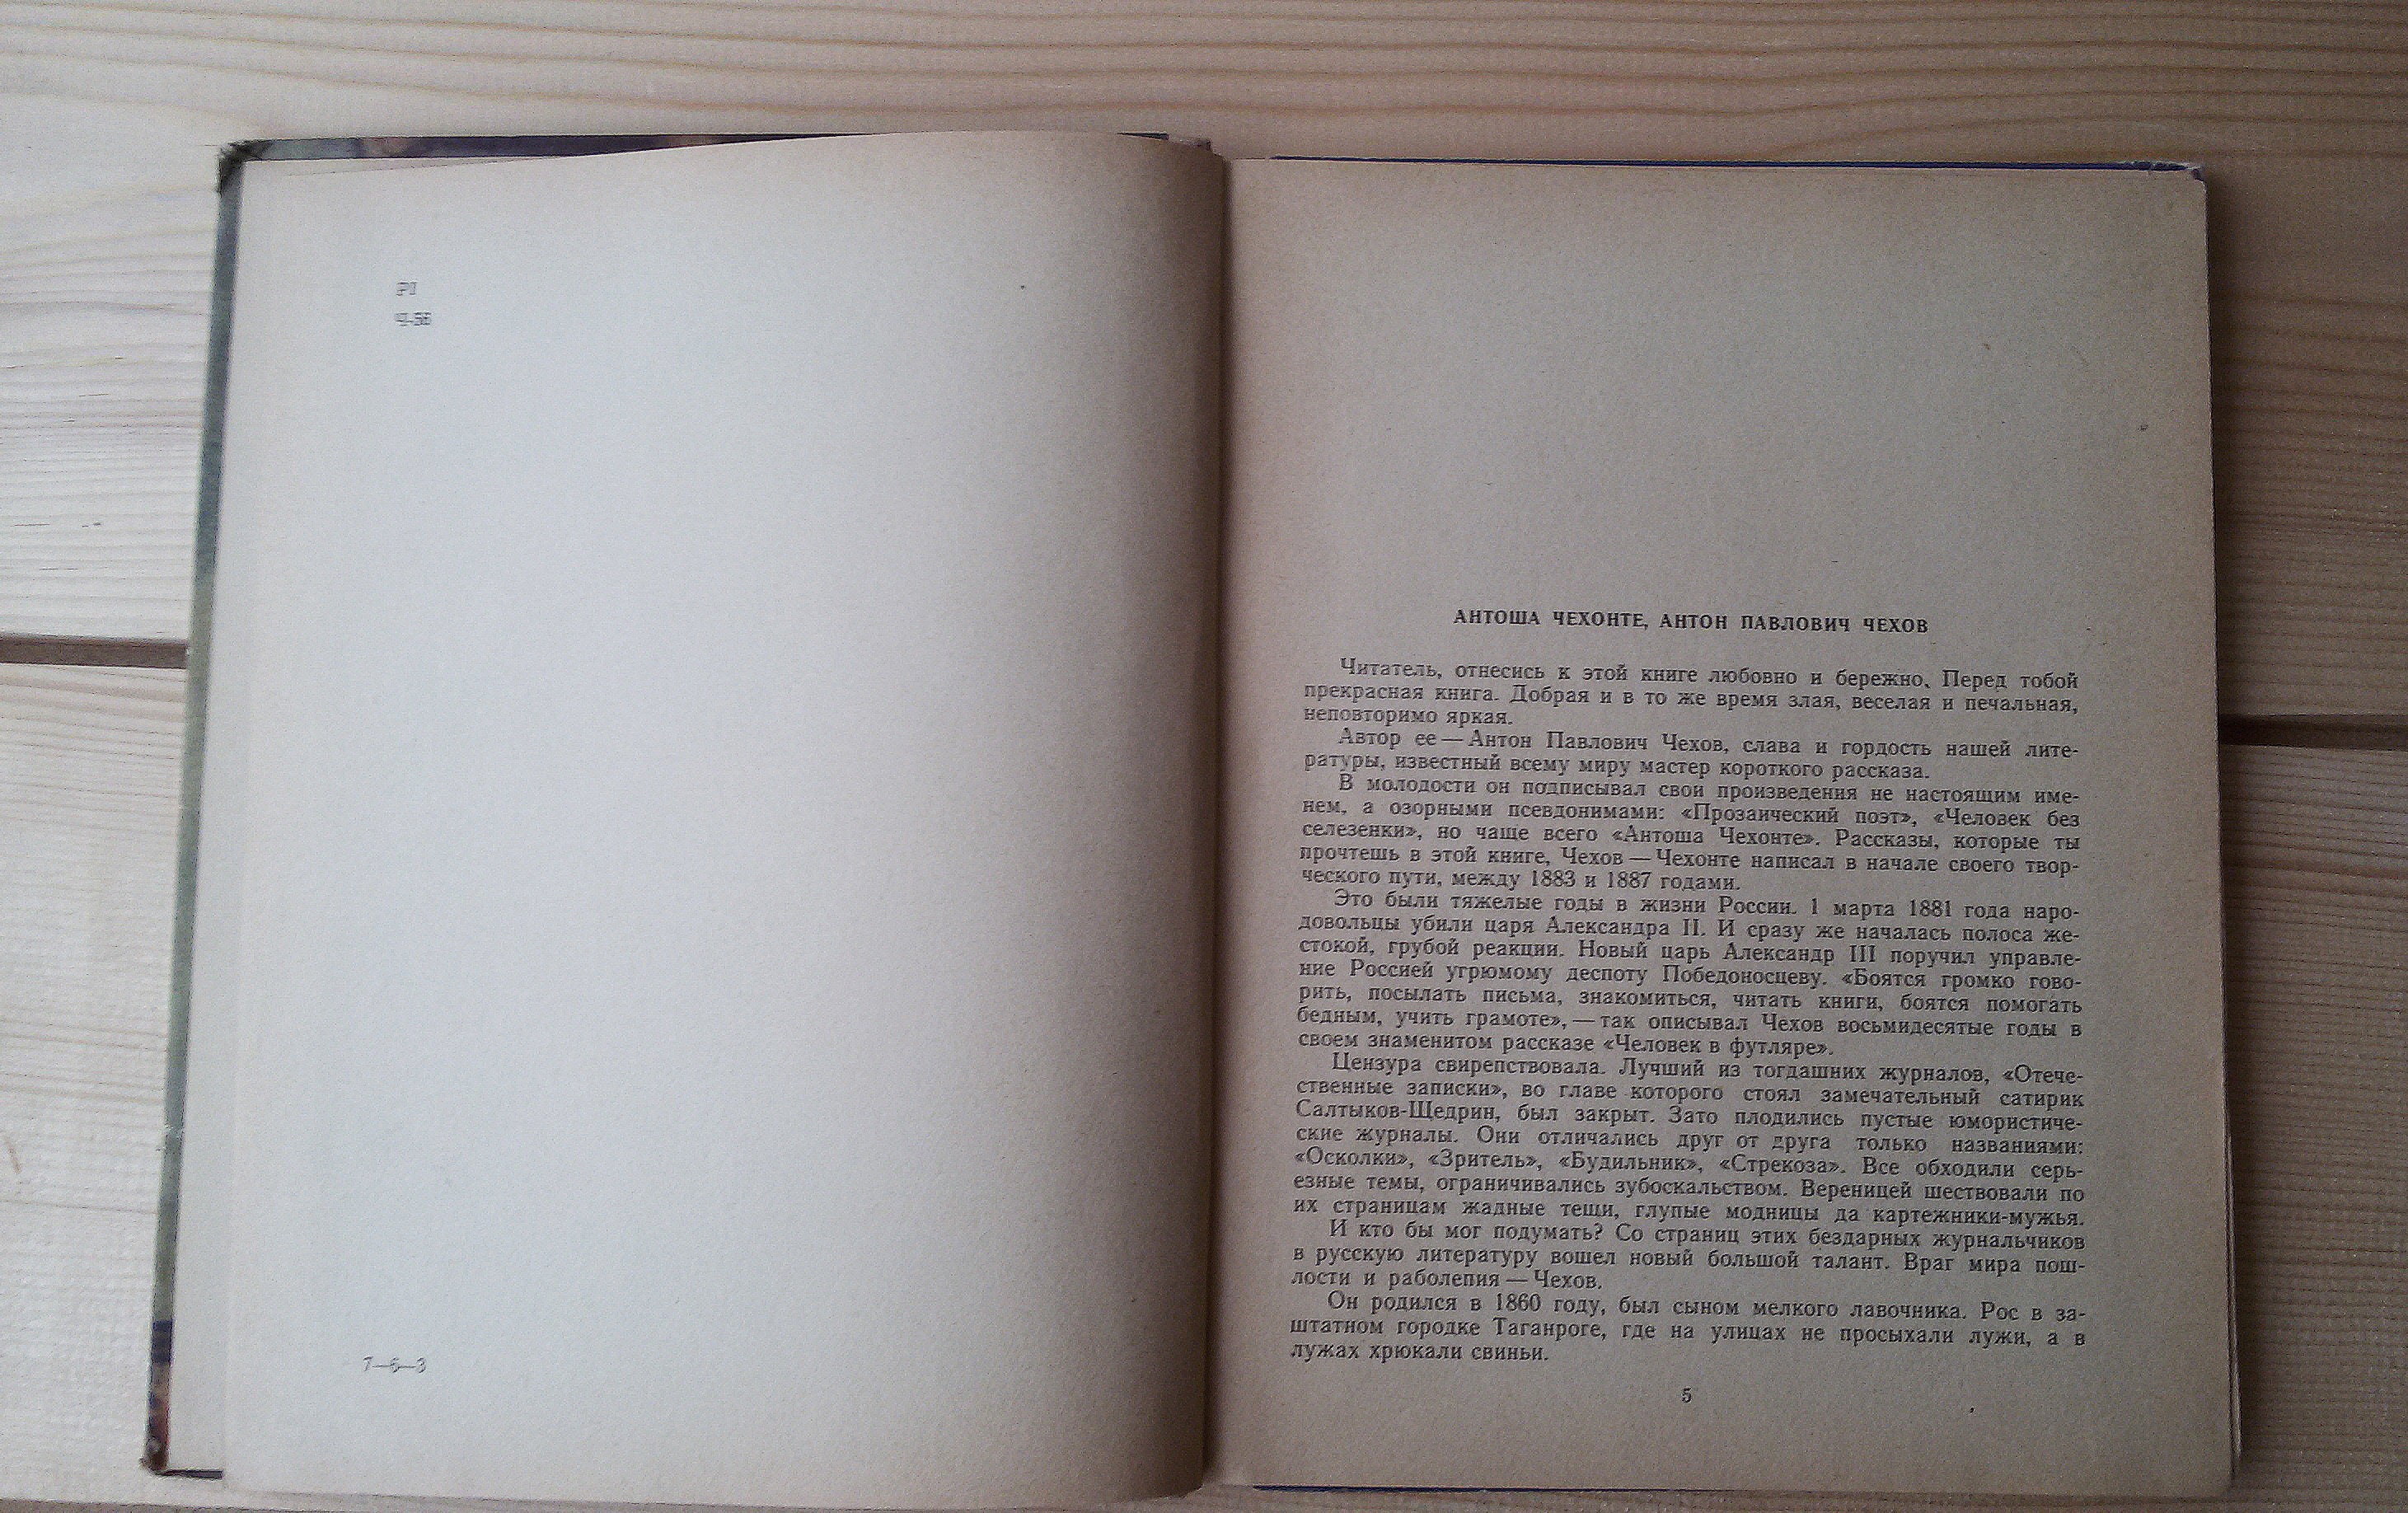 Р1
Ч-56
7—6—3
АНТОША ЧЕХОНТЕ, АНТОН ПАВЛОВИЧ ЧЕХОВ
Читатель, отнесись к этой книге любовно и бережно. Перед тобой
прекрасная книга. Добрая и в то же время злая, веселая и печальная,
неповторимо яркая.
Автор ее — Антон Павлович Чехов, слава и гордость нашей лите-
ратуры, известный всему миру мастер короткого рассказа.
В молодости он подписывал свои произведения не настоящим име-
нем, а озорными псевдонимами: «Прозаический поэт», «Человек без
селезенки», но чаще всего «Антоша Чехонте». Рассказы, которые ты
прочтешь в этой книге, Чехов — Чехонте написал в начале своего твор-
ческого пути, между 1883 и 1887 годами.
Это были тяжелые годы в жизни России. 1 марта 1881 года наро-
довольцы убили царя Александра II. И сразу же началась полоса же-
стокой, грубой реакции. Новый царь Александр III поручил управле-
ние Россией угрюмому деспоту Победоносцеву. «Боятся громко гово-
рить, посылать письма, знакомиться, читать книги, боятся помогать
бедным, учить грамоте», — так описывал Чехов восьмидесятые годы в
своем знаменитом рассказе «Человек в футляре».
Цензура свирепствовала. Лучший из тогдашних журналов, «Отече-
ственные записки», во главе которого стоял замечательный сатирик
Салтыков-Щедрин, был закрыт. Зато плодились пустые юмористиче-
ские журналы. Они отличались друг от друга только названиями:
«Осколки», «Зритель», «Будильник», «Стрекоза». Все обходили серь-
езные темы, ограничивались зубоскальством. Вереницей шествовали по
их страницам жадные тещи, глупые модницы да картежники-мужья.
И кто бы мог подумать? Со страниц этих бездарных журнальчиков
в русскую литературу вошел новый большой талант. Враг мира пош-
лости и раболепия — Чехов.
Он родился в 1860 году, был сыном мелкого лавочника. Рос в за-
штатном городке Таганроге, где на улицах не просыхали лужи, а в
лужах хрюкали свиньи.
5